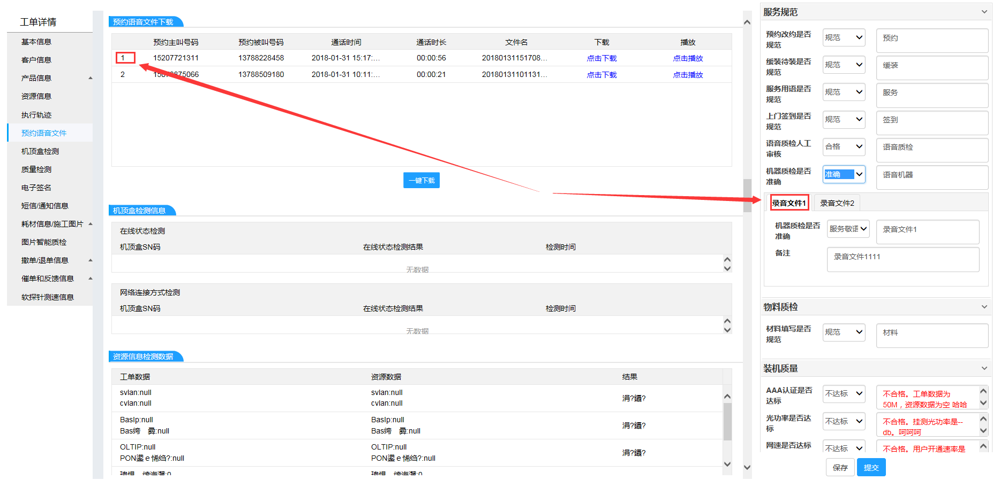 工单详情
基本信息
客户信息
产品信息
资源信息
执行轨迹
预约语音文件
机顶盒检测
质量检测
电子签名
短信/通知信息
耗材信息/施工图片
图片智能质检
撤单/退单信息
催单和反馈信息
软探针测速信息
预约语音文件下载
预约主叫号码 预约被叫号码 通话时间 通话时长 文件名 下载 播放
1 15207721311 13788228458 2018-01-31 15:17:... 00:00:56 20180131151708... 点击下载 点击播放
2 13788509180 2018-01-31 10:11:... 00:00:21 20180131101131... 点击下载 点击播放
一键下载
机顶盒检测信息
在线状态检测
机顶盒SN码 在线状态检测结果 检测时间
无数据
网络连接方式检测
机顶盒SN码 在线状态检测结果 检测时间
无数据
资源信息检测数据
工单数据 资源数据 结果
svlan:null svlan:null
cvlan:null cvlan:null
涓?鑷?
BasIp:null BasIp:null
Bas绔 彛:null Bas绔 彛:null
涓?鑷?
OLTIP:null OLTIP:null
PON鍙ｅ悕绉?:null PON鍙ｅ悕绉?:null
涓?鑷?
服务规范
预约改约是否规范 规范 预约
缓装待装是否规范 规范 缓装
服务用语是否规范 规范 服务
上门签到是否规范 规范 签到
语音质检人工审核 合格 语音质检
机器质检是否准确 准确 语音机器
录音文件1 录音文件2
机器质检是否准确 服务敬语 录音文件1
备注 录音文件1111
物料质检
材料填写是否规范 规范 材料
装机质量
AAA认证是否达标 不达标 不合格。工单数据为
50M，资源数据为空 哈哈
光功率是否达标 不达标 不合格。挂测光功率是--
db。呵呵呵
网速是否达标 不达标 不合格。用户开通速率是
保存 提交